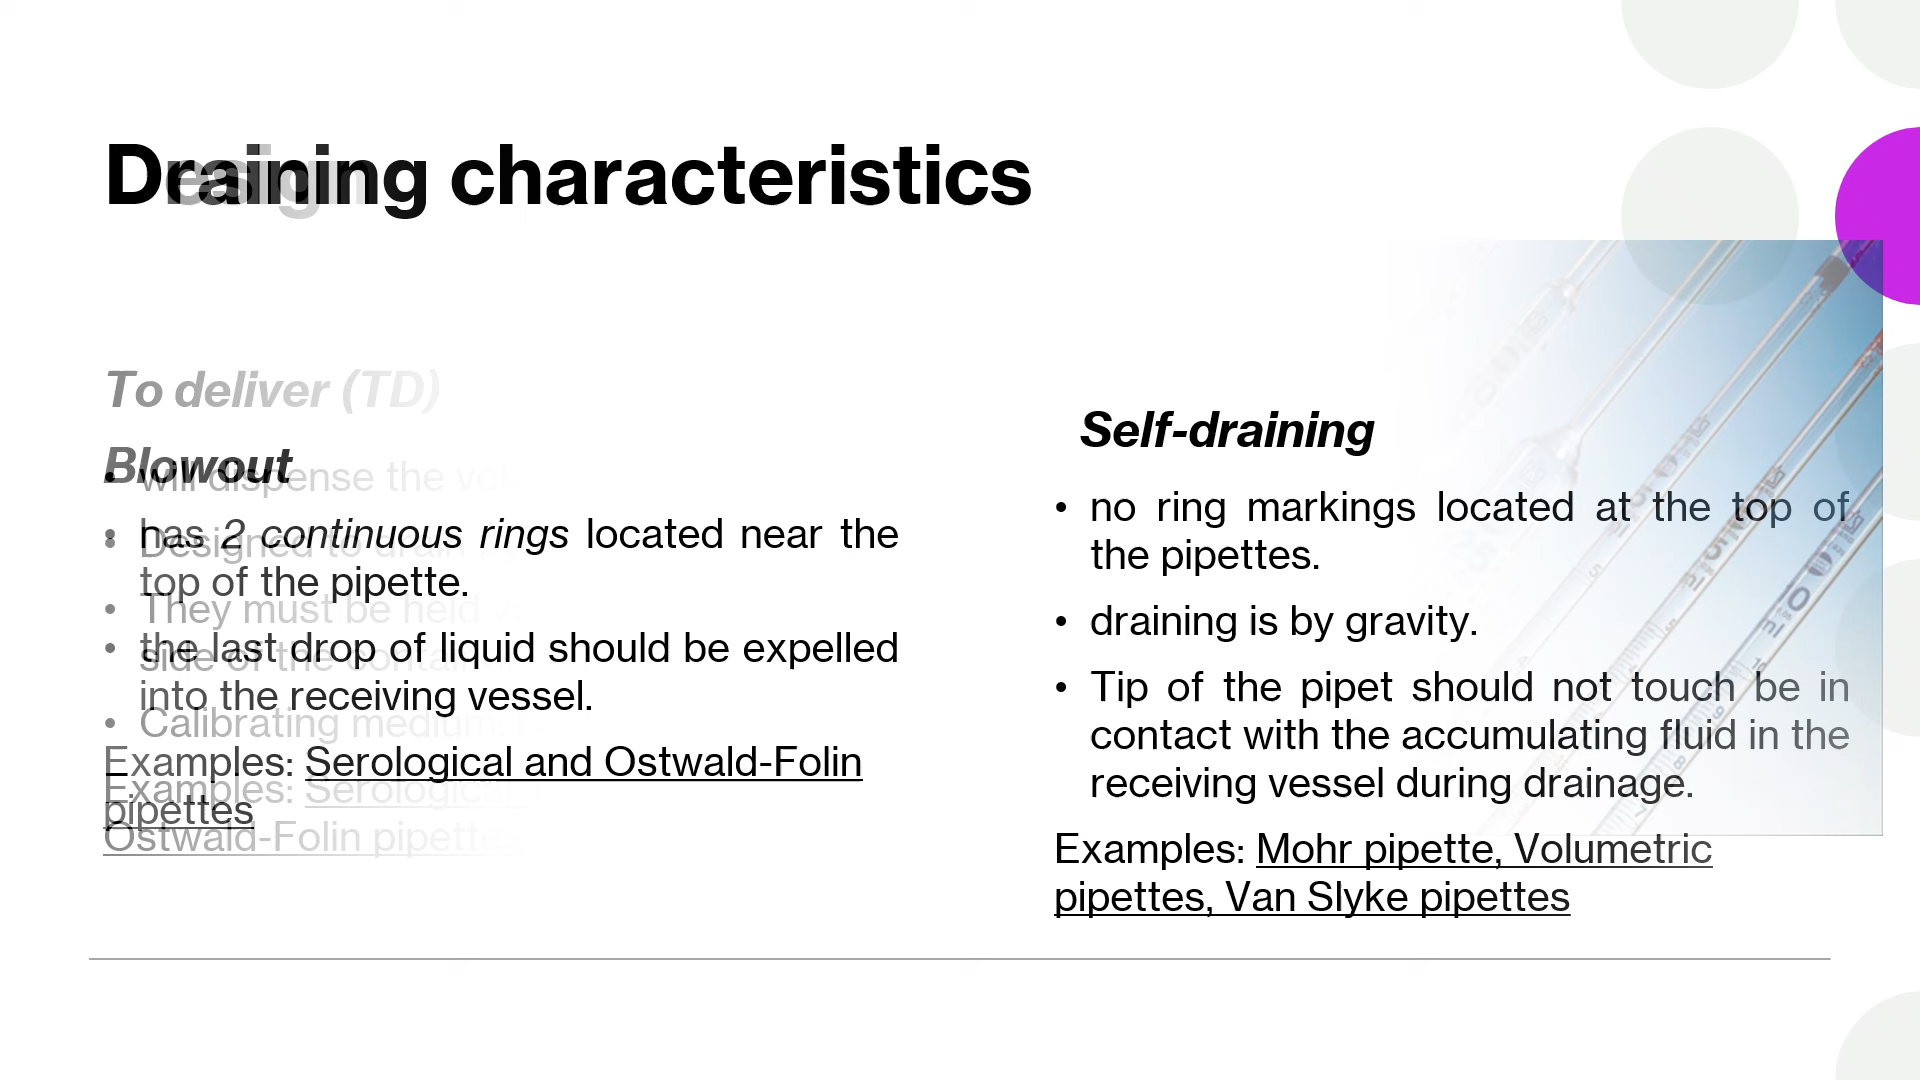 Draining characteristics
Design
To deliver (TD)
Blowout
will dispense the
• has 2 continuous rings located near the
top of the pipette.
• Designed to drain
• They must be held
side of the
• the last drop of liquid should be expelled
into the receiving vessel.
• Calibrating medium:
Examples: Serological and Ostwald-Folin
pipettes
Examples:
Ostwald-Folin
Self-draining
• no ring markings located at the top of
the pipettes.
• draining is by gravity.
• Tip of the pipet should not touch be in
contact with the accumulating fluid in the
receiving vessel during drainage.
Examples: Mohr pipette, Volumetric
pipettes, Van Slyke pipettes